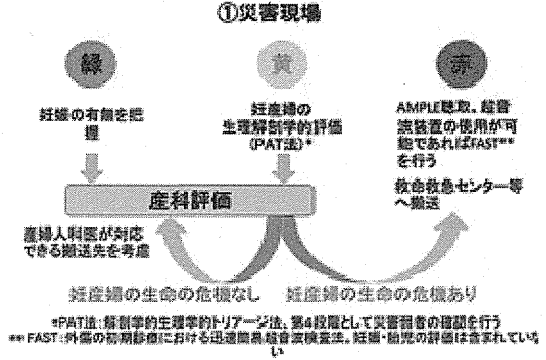 ①災害現場
緑
黄
赤
妊娠の有無を把
握
妊産婦の
生理解剖学的評価
(PAT法)*
AMPLE聴取、超音
波装置の使用が可
能であればFAST**
を行う
救命救急センター等
へ搬送
産科評価
産婦人科医が対応
できる搬送先を考慮
妊産婦の生命の危機なし
妊産婦の生命の危機あり
*PAT法:解剖学的生理学的トリアージ法、第4段階として災害弱者の確認を行う
** FAST:外傷の初期診療における迅速簡易超音波検査法。妊娠・胎児の評価は含まれていな
い